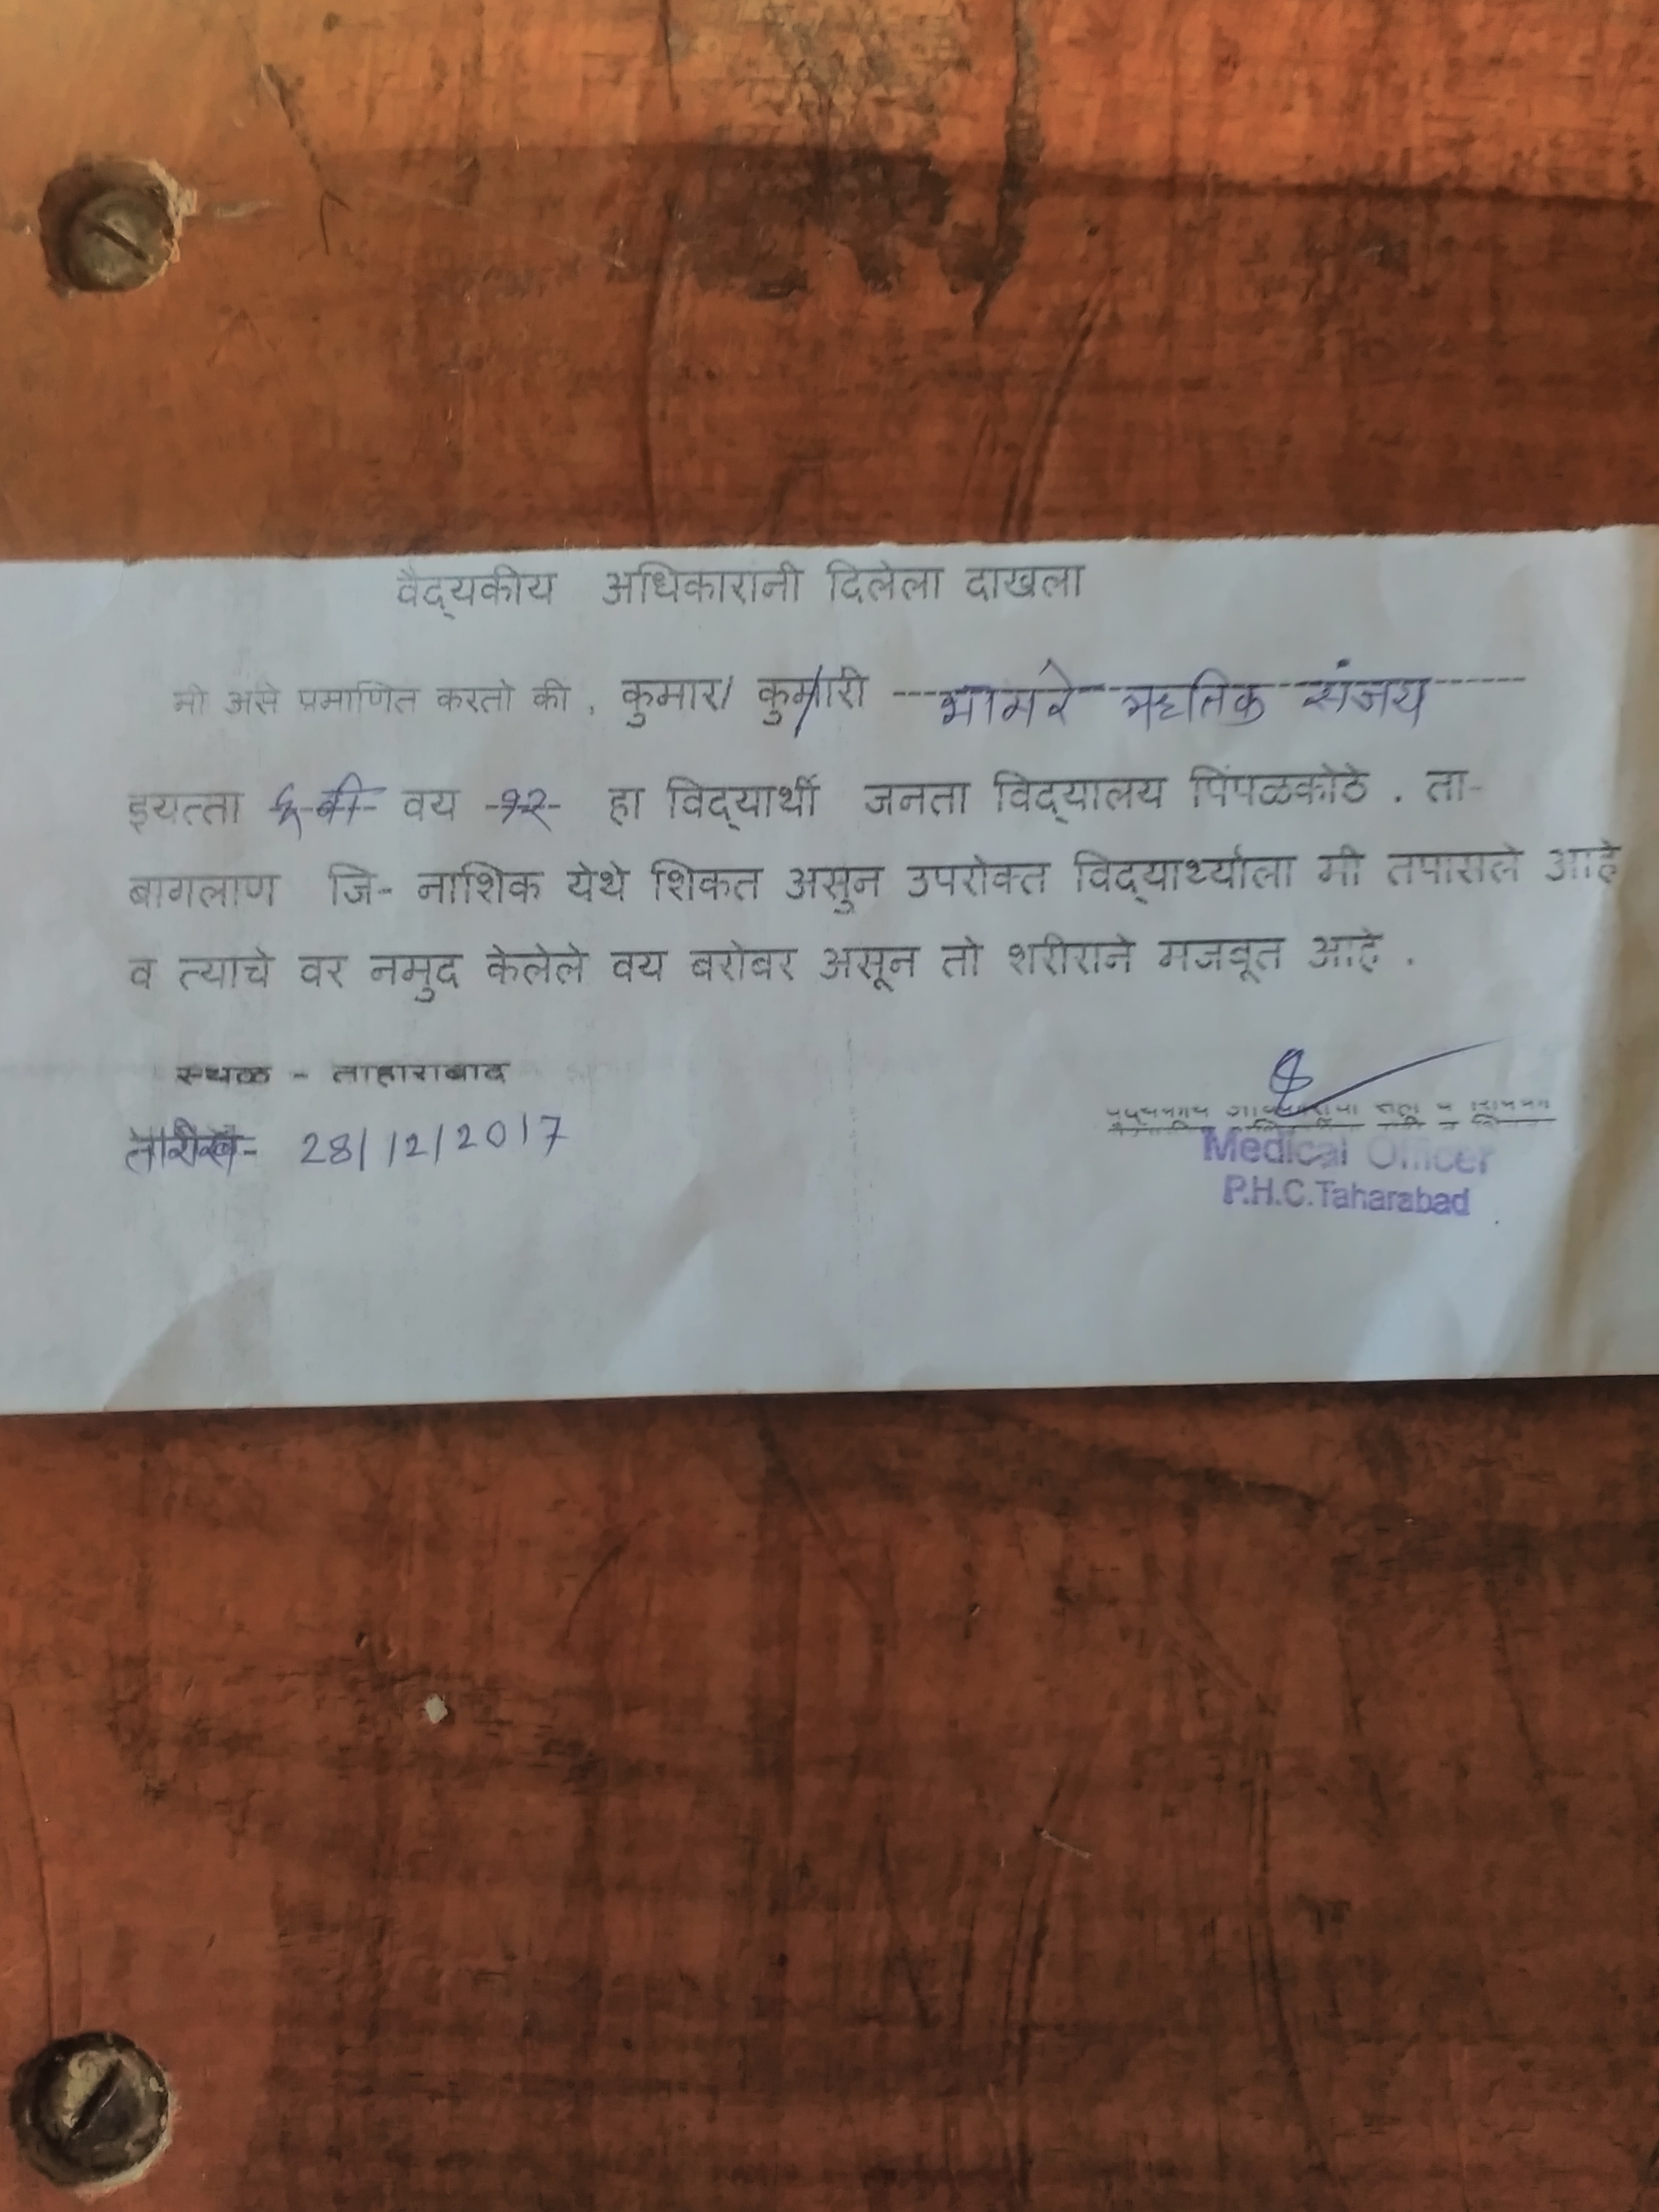 वैद्यकीय अधिकारांनी दिलेला दाखला
मी असे प्रमाणित करतो की , कुमार/ कुमारी भामरे ऋतिक संजय
इयत्ता ६ वी वय -१२- हा विद्यार्थी जनता विद्यालय पिंपळकोठे . ता-
बागलाण जि- नाशिक येथे शिकत असुन उपरोक्त विद्यार्थ्याला मी तपासले आहे
व त्याचे वर नमुद केलेले वय बरोबर असून तो शरीराने मजबूत आहे .
स्थळ - ताहाराबाद
तारीख- 28/12/2017
Medical Officer
P.H.C.Taharabad